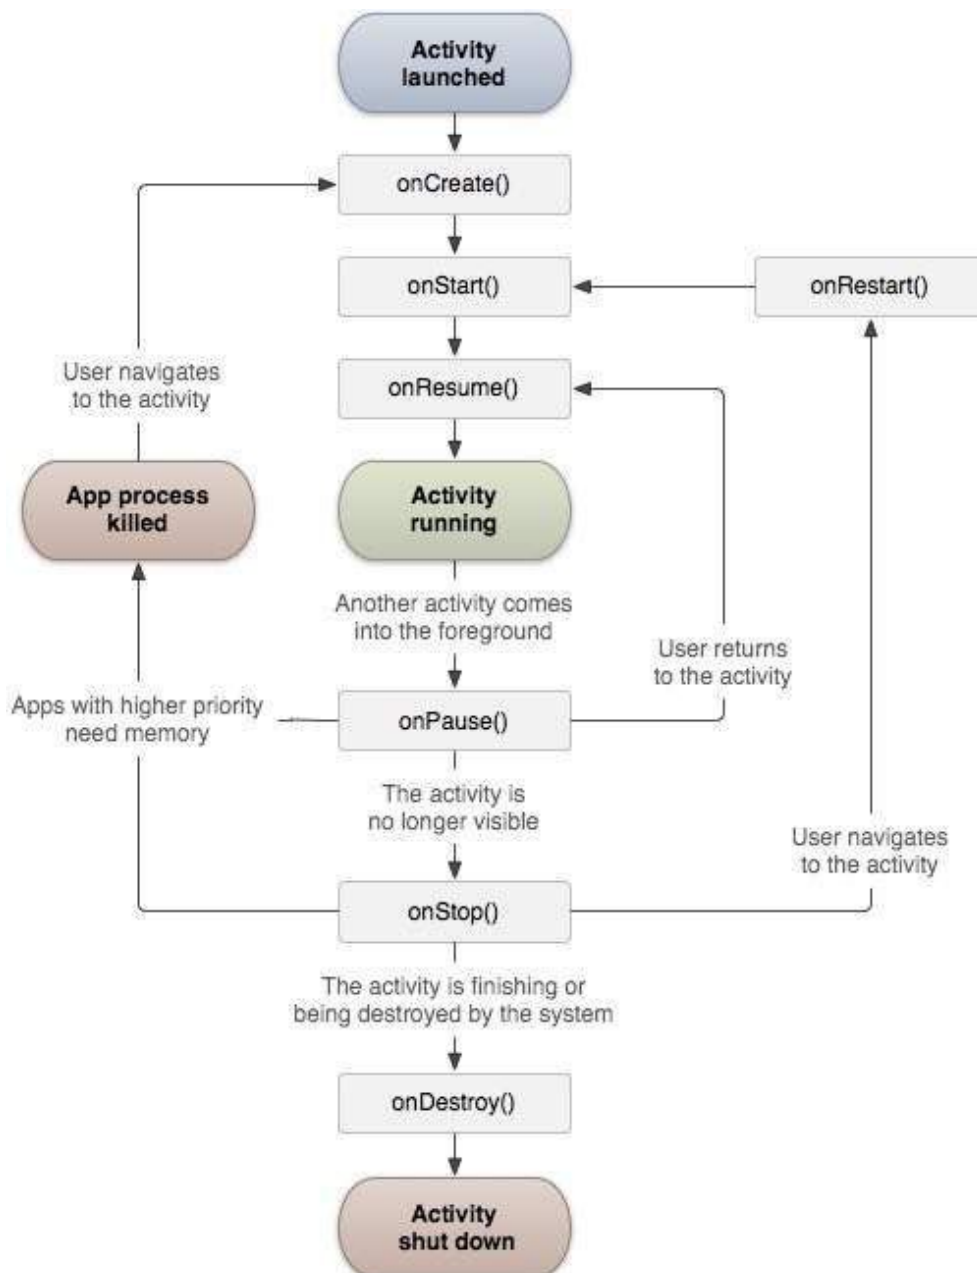 Activity
launched
onCreate()
onStart()
onRestart()
User navigates
to the activity
onResume()
App process
killed
Activity
running
Another activity comes
into the foreground
User returns
to the activity
Apps with higher priority
need memory
onPause()
The activity is
no longer visible
User navigates
to the activity
onStop()
The activity is finishing or
being destroyed by the system
onDestroy()
Activity
shut down